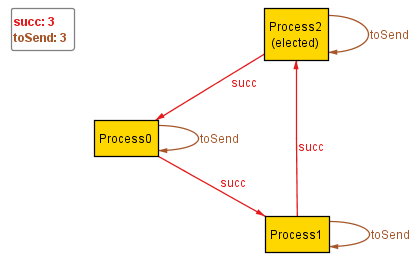 succ: 3
toSend: 3
Process2
(elected)
toSend
succ
Process0
toSend
succ
succ
Process1
toSend